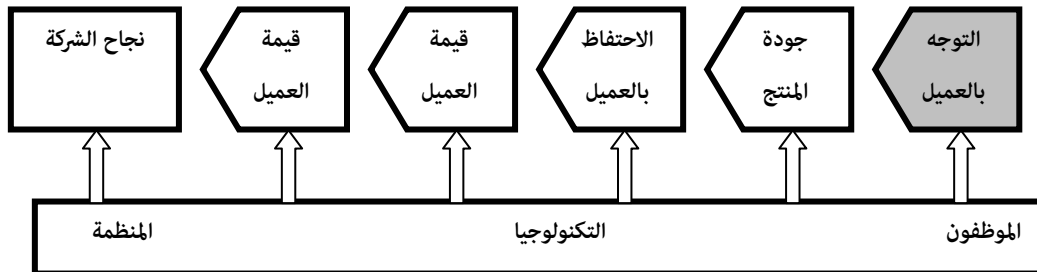 التوجه
بالعميل
جودة
المنتج
الاحتفاظ
بالعميل
قيمة
العميل
قيمة
العميل
نجاح الشركة
الموظفون
التكنولوجيا
المنظمة